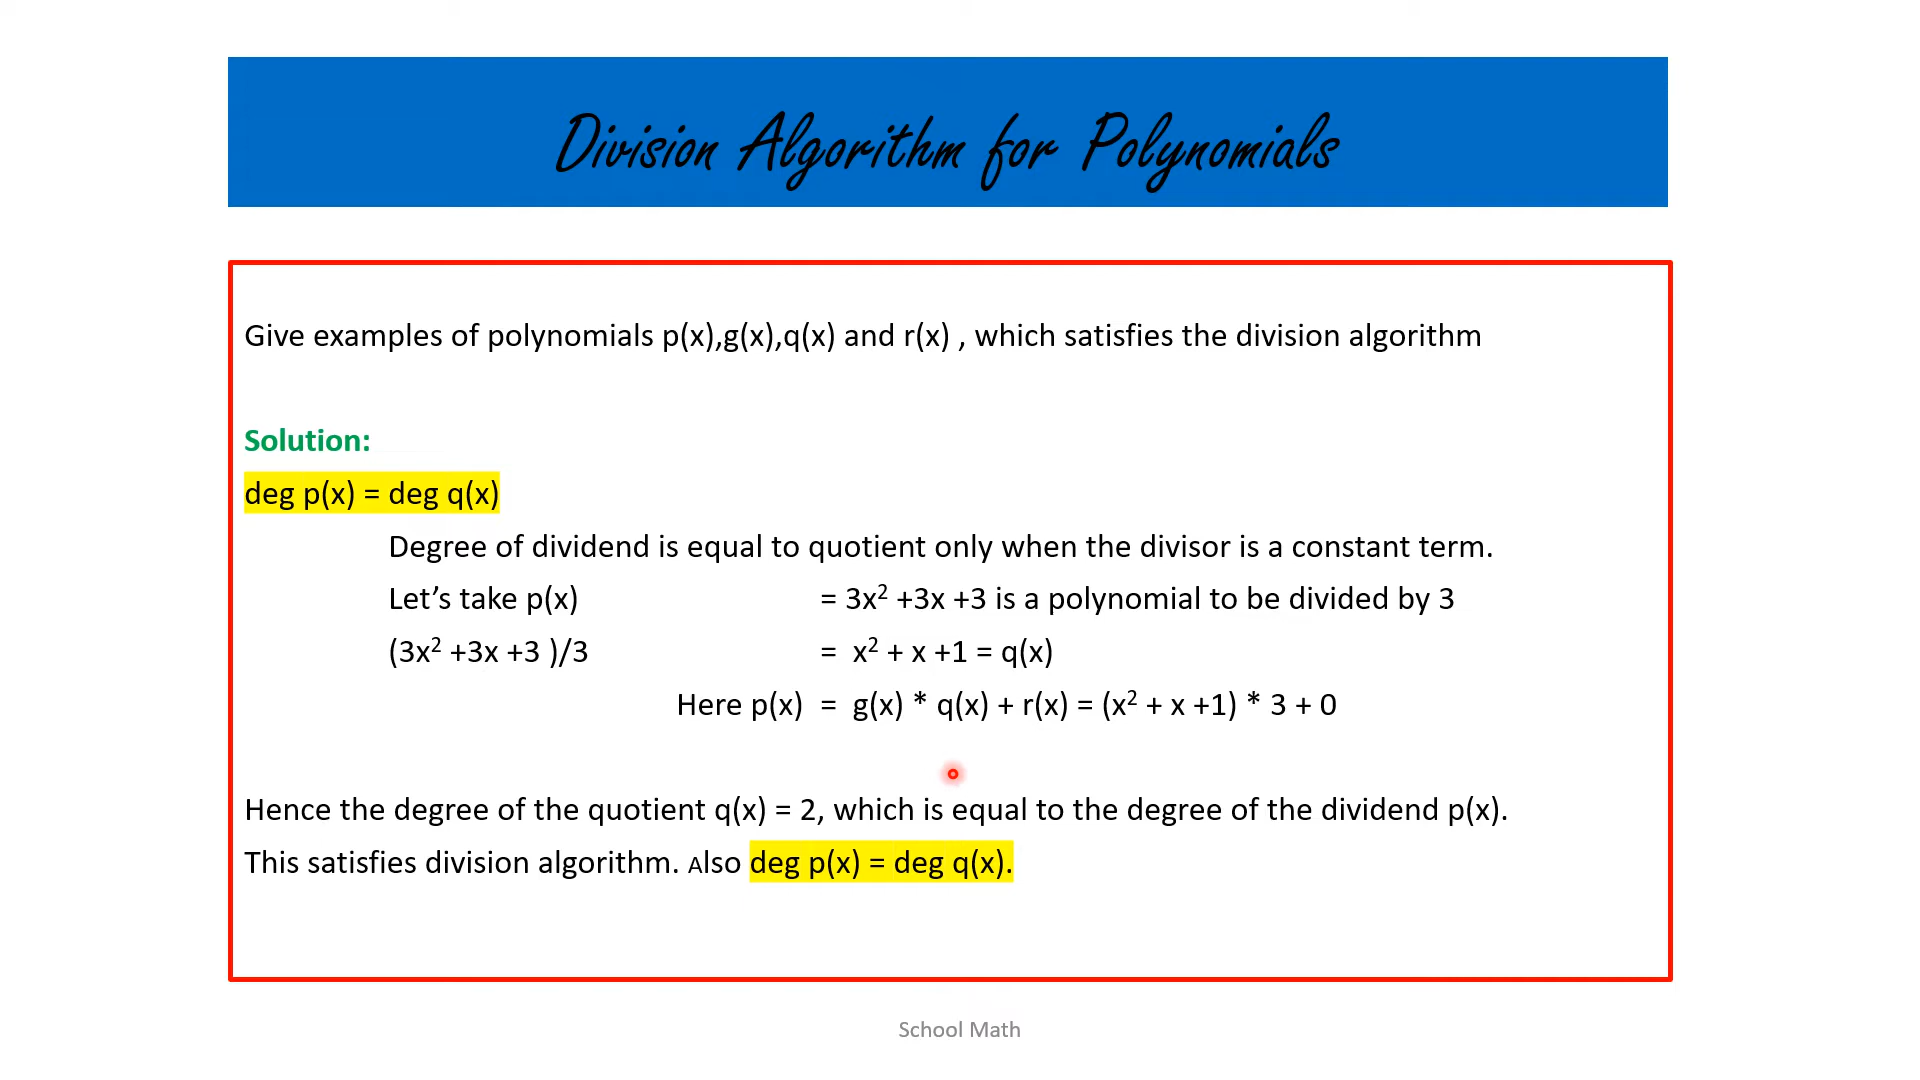 Division Algorithm for Polynomials
Give examples of polynomials p(x),g(x),q(x) and r(x) , which satisfies the division algorithm
Solution:
deg p(x) = deg q(x)
Degree of dividend is equal to quotient only when the divisor is a constant term.
Let’s take p(x) = 3x² +3x +3 is a polynomial to be divided by 3
(3x² +3x +3 )/3 = x² + x +1 = q(x)
Here p(x) = g(x) * q(x) + r(x) = (x² + x +1) * 3 + 0
Hence the degree of the quotient q(x) = 2, which is equal to the degree of the dividend p(x).
This satisfies division algorithm. Also deg p(x) = deg q(x).
School Math